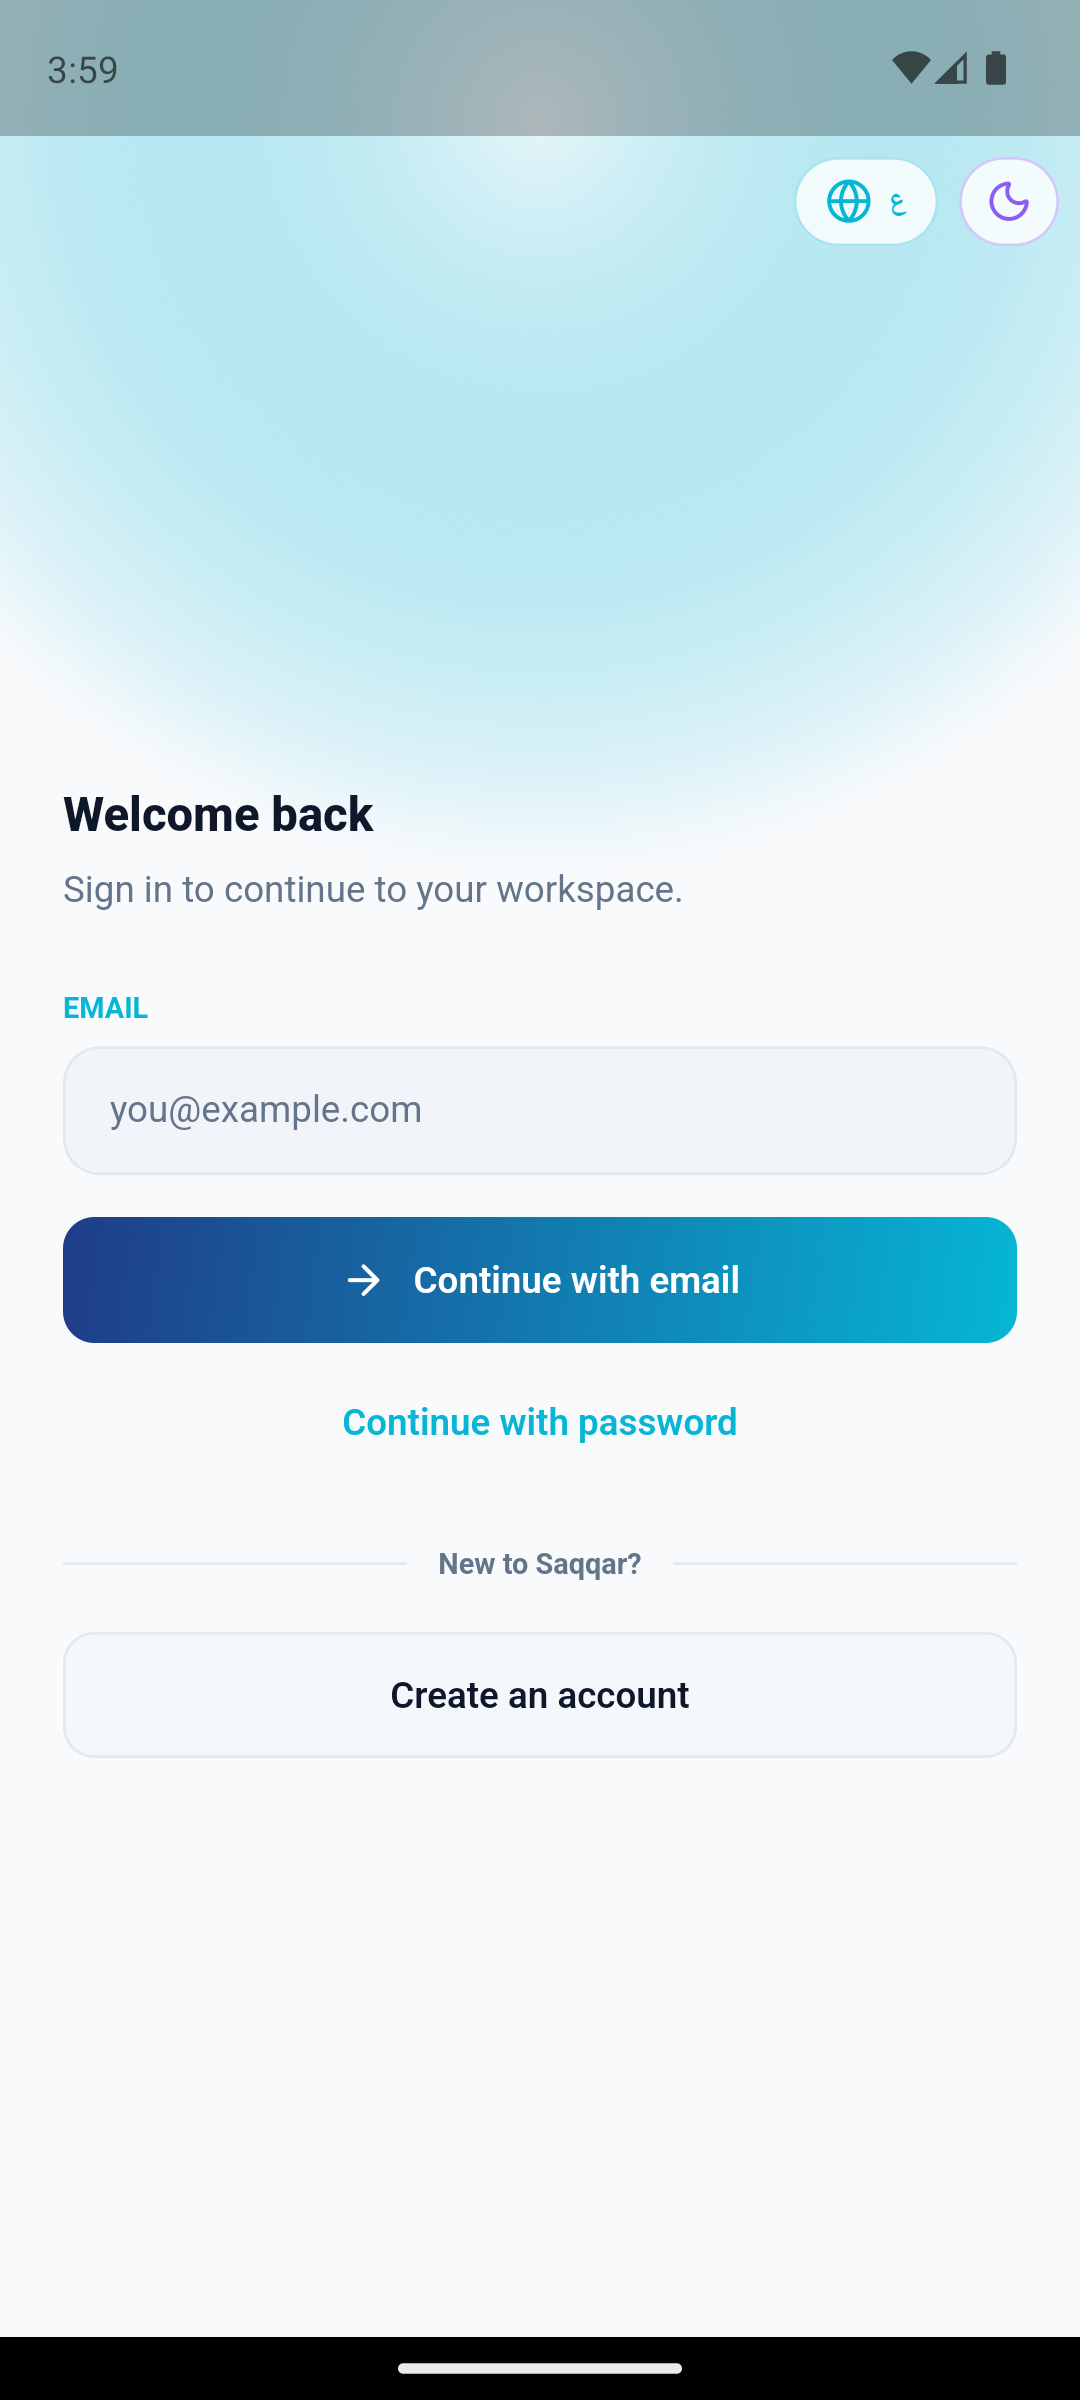 3:59
ع
Welcome back
Sign in to continue to your workspace.
EMAIL
you@example.com
Continue with email
Continue with password
New to Saqqar?
Create an account